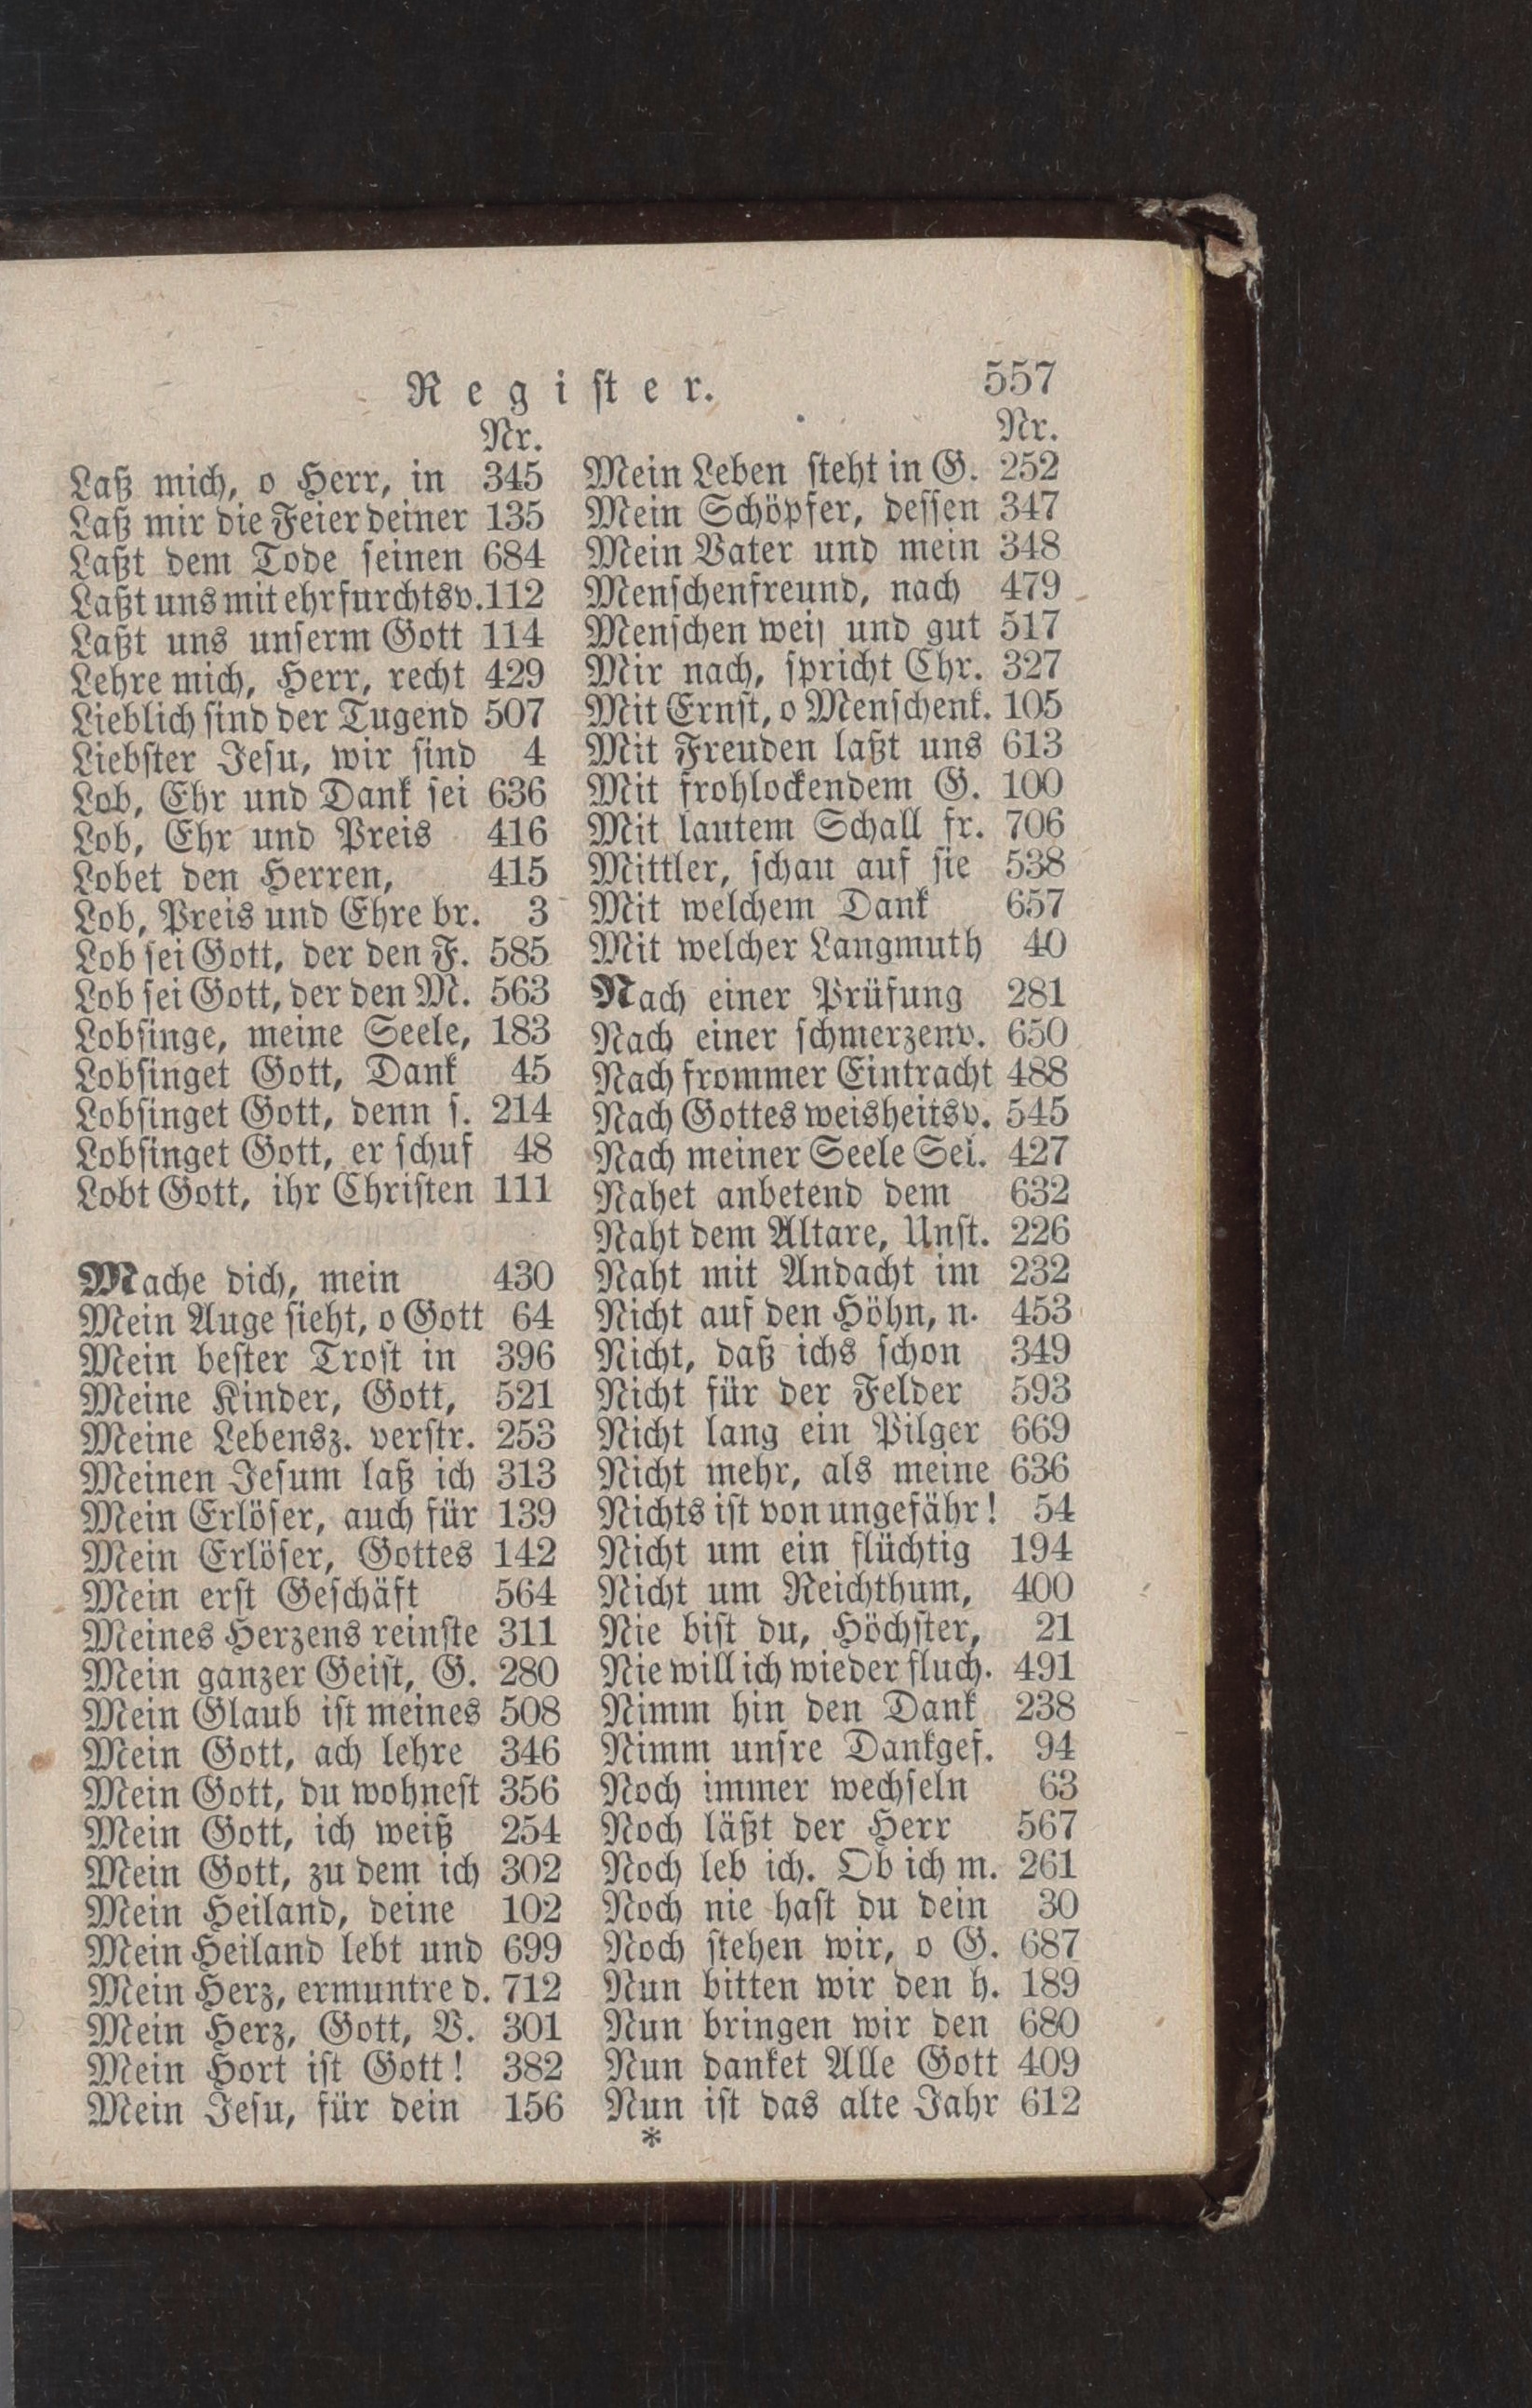 Register. 557
Nr.
Laß mich, o Herr, in 345
Laß mir die Feier deiner 135
Laßt dem Tode seinen 684
Laßt uns mit ehrfurchtsv. 112
Laßt uns unserm Gott 114
Lehre mich, Herr, recht 429
Lieblich sind der Tugend 507
Liebster Jesu, wir sind 4
Lob, Ehr und Dank sei 636
Lob, Ehr und Preis 416
Lobet den Herren, 415
Lob, Preis und Ehre br. 3
Lob sei Gott, der den F. 585
Lob sei Gott, der den M. 563
Lobsinge, meine Seele, 183
Lobsinget Gott, Dank 45
Lobsinget Gott, denn s. 214
Lobsinget Gott, er schuf 48
Lobt Gott, ihr Christen 111
Mache dich, mein 430
Mein Auge sieht, o Gott 64
Mein bester Trost in 396
Meine Kinder, Gott, 521
Meine Lebensz. verstr. 253
Meinen Jesum laß ich 313
Mein Erlöser, auch für 139
Mein Erlöser, Gottes 142
Mein erst Geschäft 564
Meines Herzens reinste 311
Mein ganzer Geist, G. 280
Mein Glaub ist meines 508
Mein Gott, ach lehre 346
Mein Gott, du wohnest 356
Mein Gott, ich weiß 254
Mein Gott, zu dem ich 302
Mein Heiland, deine 102
Mein Heiland lebt und 699
Mein Herz, ermuntre d. 712
Mein Herz, Gott, V. 301
Mein Hort ist Gott! 382
Mein Jesu, für dein 156
Nr.
Mein Leben steht in G. 252
Mein Schöpfer, dessen 347
Mein Vater und mein 348
Menschenfreund, nach 479
Menschen weis und gut 517
Mir nach, spricht Chr. 327
Mit Ernst, o Menschenk. 105
Mit Freuden laßt uns 613
Mit frohlockendem G. 100
Mit lautem Schall fr. 706
Mittler, schau auf sie 538
Mit welchem Dank 657
Mit welcher Langmuth 40
Nach einer Prüfung 281
Nach einer schmerzenv. 650
Nach frommer Eintracht 488
Nach Gottes weisheitsv. 545
Nach meiner Seele Sel. 427
Nahet anbetend dem 632
Naht dem Altare, Unst. 226
Naht mit Andacht im 232
Nicht auf den Höhn, n. 453
Nicht, daß ichs schon 349
Nicht für der Felder 593
Nicht lang ein Pilger 669
Nicht mehr, als meine 636
Nichts ist von ungefähr! 54
Nicht um ein flüchtig 194
Nicht um Reichthum, 400
Nie bist du, Höchster, 21
Nie will ich wieder fluch. 491
Nimm hin den Dank 238
Nimm unsre Dankges. 94
Noch immer wechseln 63
Noch läßt der Herr 567
Noch leb ich. Ob ich m. 261
Noch nie hast du dein 30
Noch stehen wir, o G. 687
Nun bitten wir den h. 189
Nun bringen wir den 680
Nun danket Alle Gott 409
Nun ist das alte Jahr 612
*